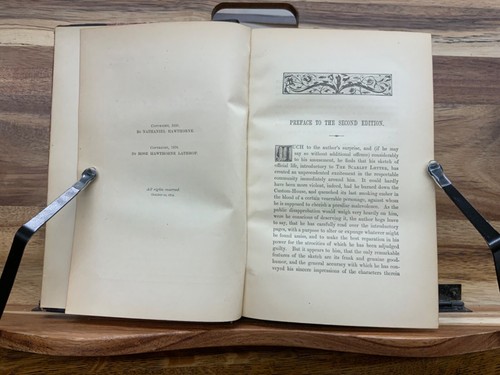 Copyright, 1850,
By NATHANIEL HAWTHORNE
By ROSE HAWTHORNE LATHROP
All rights reserved
PREFACE TO THE SECOND EDITION.
MUCH to the author's surprise, and (if he may
say so without additional offence) considerably
to his amusement, he finds that his sketch of
official life, introductory to THE SCARLET LETTER, has
created an unprecedented excitement in the respectable
community immediately around him. It could hardly
have been more violent, indeed, had he burned down the
Custom-House, and quenched its last smoking ember in
the blood of a certain venerable personage, against whom
he is supposed to cherish a peculiar malevolence. As the
public disapprobation would weigh very heavily on him,
were he conscious of deserving it, the author begs leave
to say, that he has carefully read over the introductory
pages, with a purpose to alter or expunge whatever might
be found amiss, and to make the best reparation in his
power for the atrocities of which he has been adjudged
guilty. But it appears to him, that the only remarkable
features of the sketch are its frank and genuine good-
humor, and the general accuracy with which he has con-
veyed his sincere impressions of the characters therein